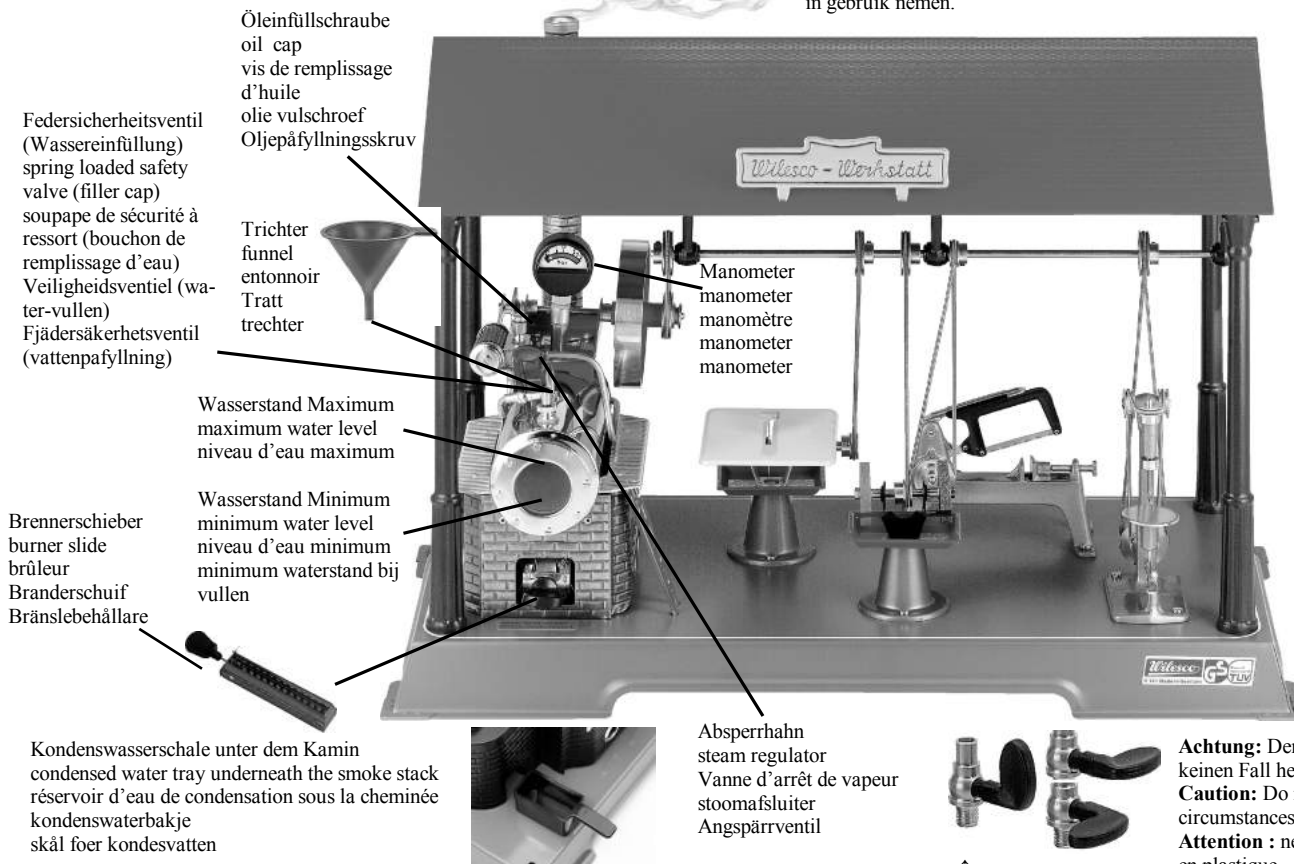 in gebruik nemen.
Öleinfüllschraube
oil cap
vis de remplissage
d’huile
olie vulschroef
Oljepåfyllningsskruv
Federsicherheitsventil
(Wassereinfüllung)
spring loaded safety
valve (filler cap)
soupape de sécurité à
ressort (bouchon de
remplissage d’eau)
Veiligheidsventiel (wa-
ter-vullen)
Fjädersäkerhetsventil
(vattenpafyllning)
Trichter
funnel
entonnoir
Tratt
trechter
Wilesco - Werkstatt
Manometer
manometer
manomètre
manometer
manometer
Wasserstand Maximum
maximum water level
niveau d’eau maximum
Wasserstand Minimum
minimum water level
niveau d’eau minimum
minimum waterstand bij
vullen
Brennerschieber
burner slide
brûleur
Branderschuif
Bränslebehållare
Wilesco
GS
TÜV
Kondenswasserschale unter dem Kamin
condensed water tray underneath the smoke stack
réservoir d’eau de condensation sous la cheminée
kondenswaterbakje
skål foer kondesvatten
Absperrhahn
steam regulator
Vanne d’arrêt de vapeur
stoomafsluiter
Angspärrventil
Achtung: Der
keinen Fall he
Caution: Do
circumstances
Attention : ne
en plastique